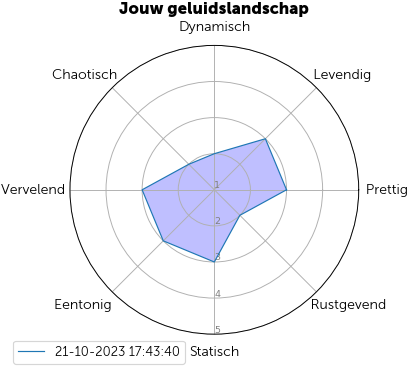 Jouw geluidslandschap
Dynamisch
Chaotisch
Levendig
Vervelend
Prettig
1
2
3
4
5
Eentonig
Rustgevend
Statisch
21-10-2023 17:43:40